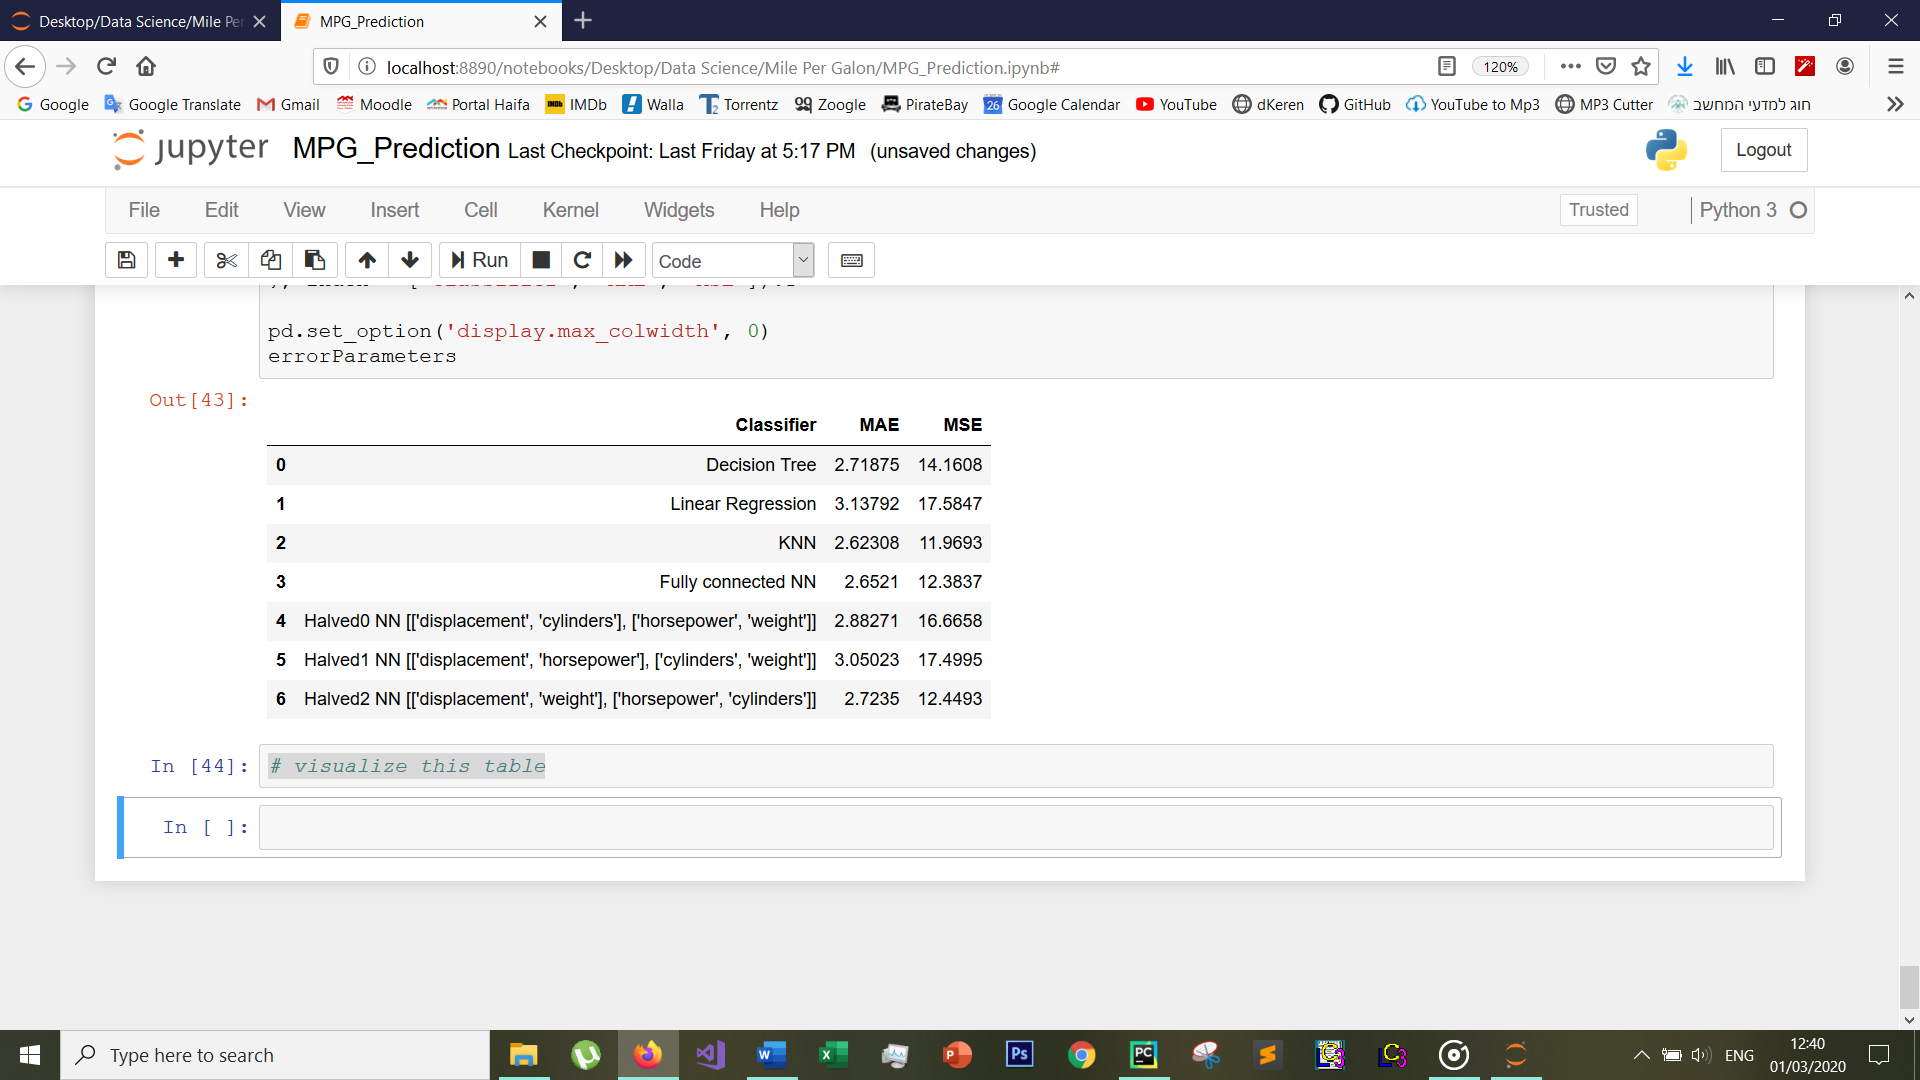 Desktop/Data Science/Mile Per
MPG_Prediction
localhost:8890/notebooks/Desktop/Data Science/Mile Per Galon/MPG_Prediction.ipynb#
120%
Google
Google Translate
Gmail
Moodle
Portal Haifa
IMDb
Walla
Torrentz
Zoogle
PirateBay
26 Google Calendar
YouTube
dKeren
GitHub
YouTube to Mp3
MP3 Cutter
חוג למדעי המחשב
jupyter MPG_Prediction Last Checkpoint: Last Friday at 5:17 PM (unsaved changes)
Logout
File Edit View Insert Cell Kernel Widgets Help
Trusted
Python 3
Run
Code
pd.set_option('display.max_colwidth', 0)
errorParameters
Out[43]:
Classifier MAE MSE
0 Decision Tree 2.71875 14.1608
1 Linear Regression 3.13792 17.5847
2 KNN 2.62308 11.9693
3 Fully connected NN 2.6521 12.3837
4 Halved0 NN [['displacement', 'cylinders'], ['horsepower', 'weight']] 2.88271 16.6658
5 Halved1 NN [['displacement', 'horsepower'], ['cylinders', 'weight']] 3.05023 17.4995
6 Halved2 NN [['displacement', 'weight'], ['horsepower', 'cylinders']] 2.7235 12.4493
In [44]: # visualize this table
In [ ]:
Type here to search
ENG
12:40
01/03/2020